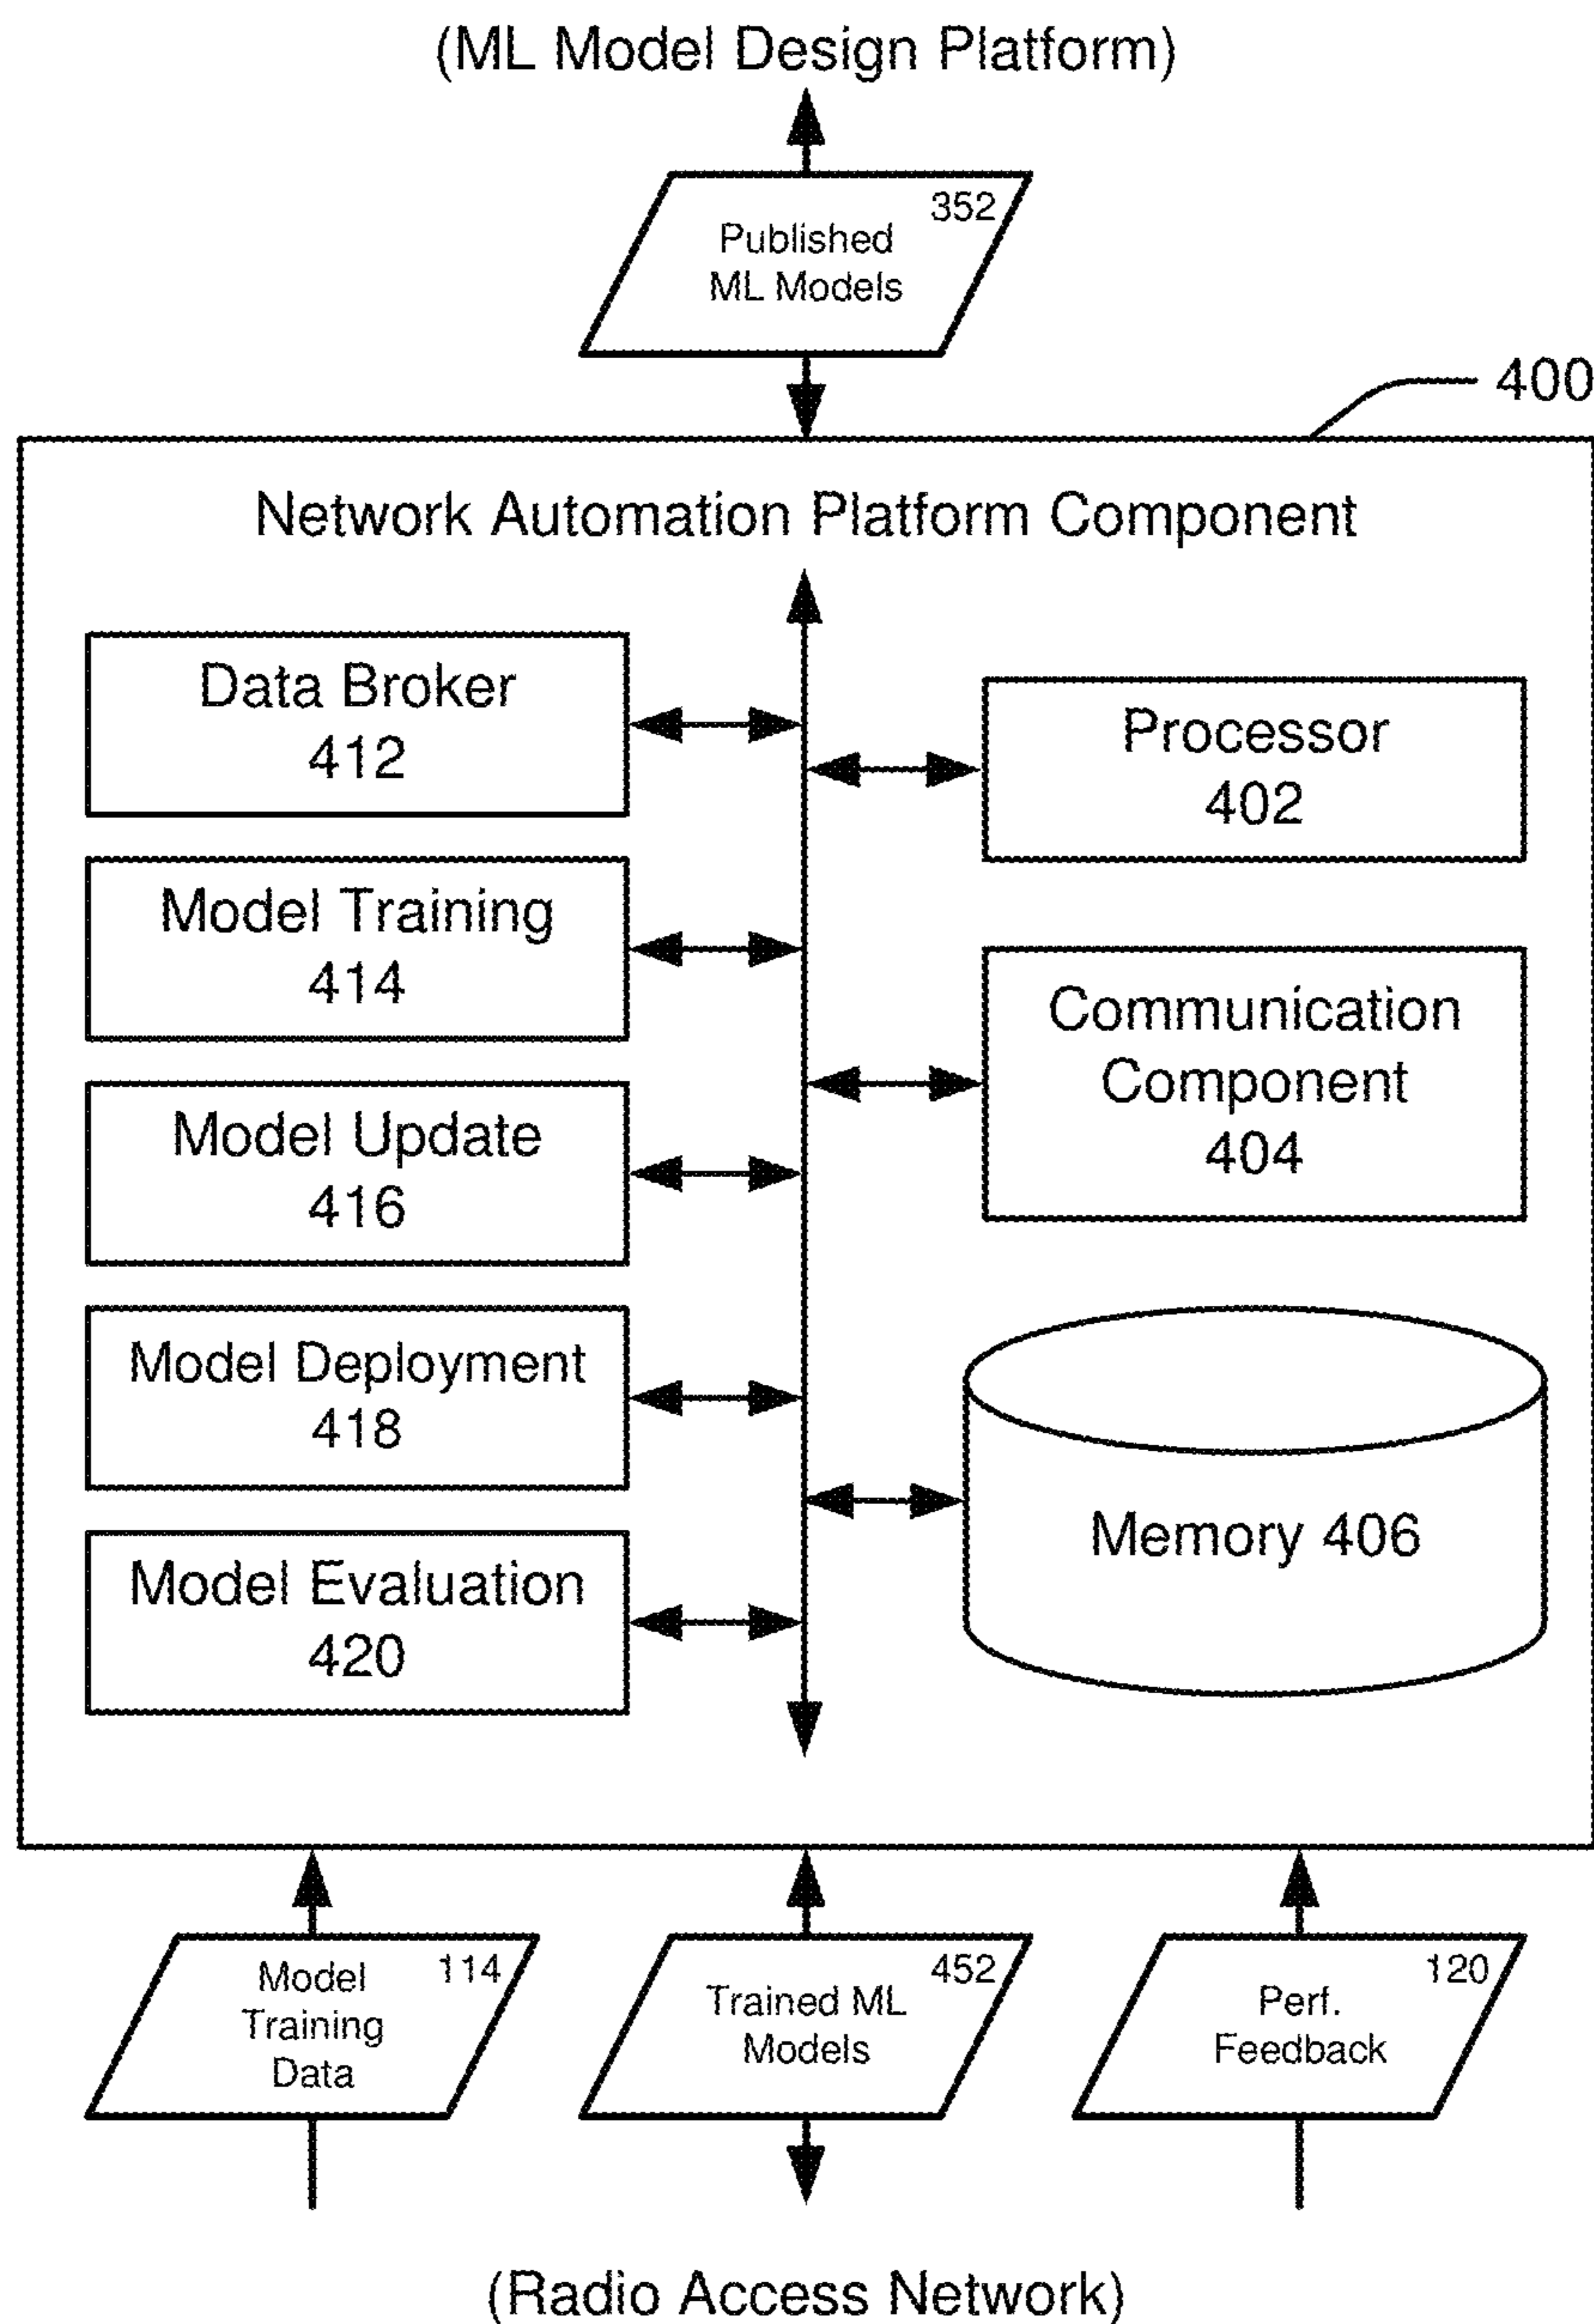 (ML Model Design Platform)
352
Published
ML Models
400
Network Automation Platform Component
Data Broker
412
Processor
402
Model Training
414
Communication
Component
404
Model Update
416
Model Deployment
418
Memory 406
Model Evaluation
420
Model 114
Training
Data
452
Trained ML
Models
120
Perf.
Feedback
(Radio Access Network)